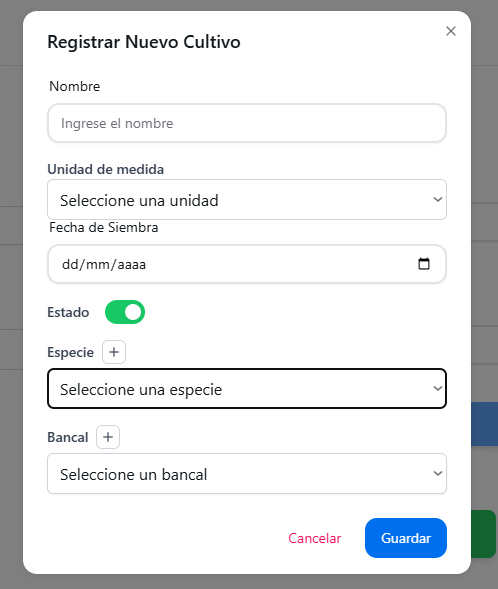 Registrar Nuevo Cultivo
Nombre
Ingrese el nombre
Unidad de medida
Seleccione una unidad
Fecha de Siembra
dd/mm/aaaa
Estado
Especie +
Seleccione una especie
Bancal +
Seleccione un bancal
Cancelar Guardar